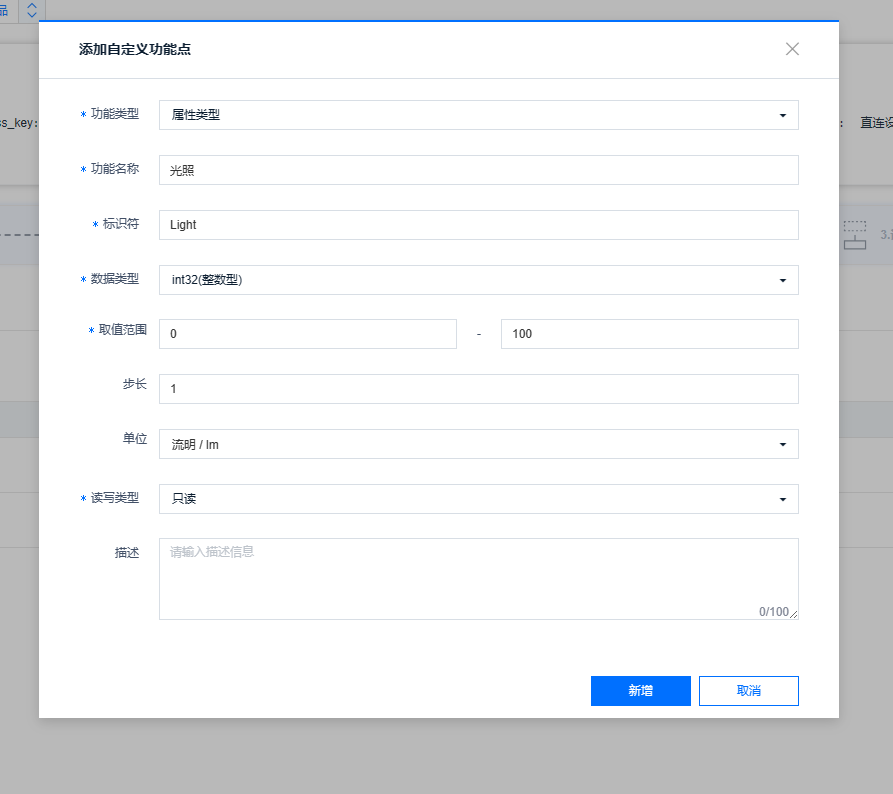 品
添加自定义功能点
ss_key:
: 直连设
* 功能类型 属性类型
* 功能名称 光照
* 标识符 Light
3.
* 数据类型 int32(整数型)
* 取值范围 0 - 100
步长 1
单位 流明 / lm
* 读写类型 只读
描述 请输入描述信息
0/100
新增 取消